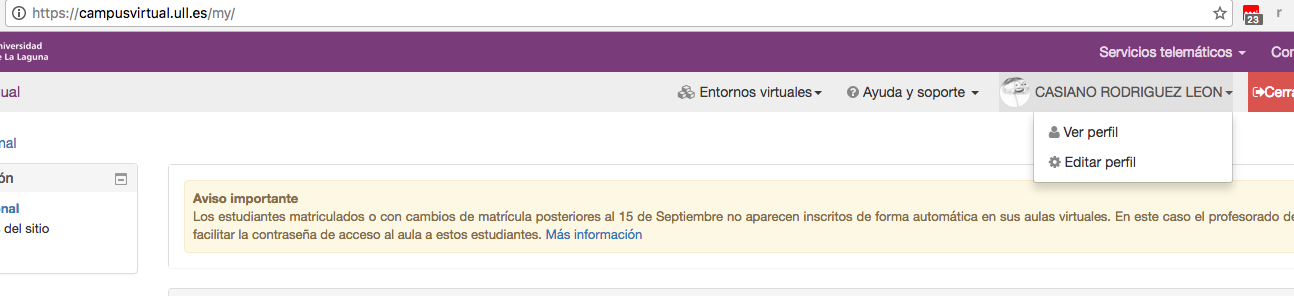 https://campusvirtual.ull.es/my/
23
r
niversidad
e La Laguna
Servicios telemáticos
Con
ual
Entornos virtuales
Ayuda y soporte
CASIANO RODRIGUEZ LEON
Cerra
Ver perfil
Editar perfil
nal
ón
onal
s del sitio
Aviso importante
Los estudiantes matriculados o con cambios de matrícula posteriores al 15 de Septiembre no aparecen inscritos de forma automática en sus aulas virtuales. En este caso el profesorado de
facilitar la contraseña de acceso al aula a estos estudiantes. Más información